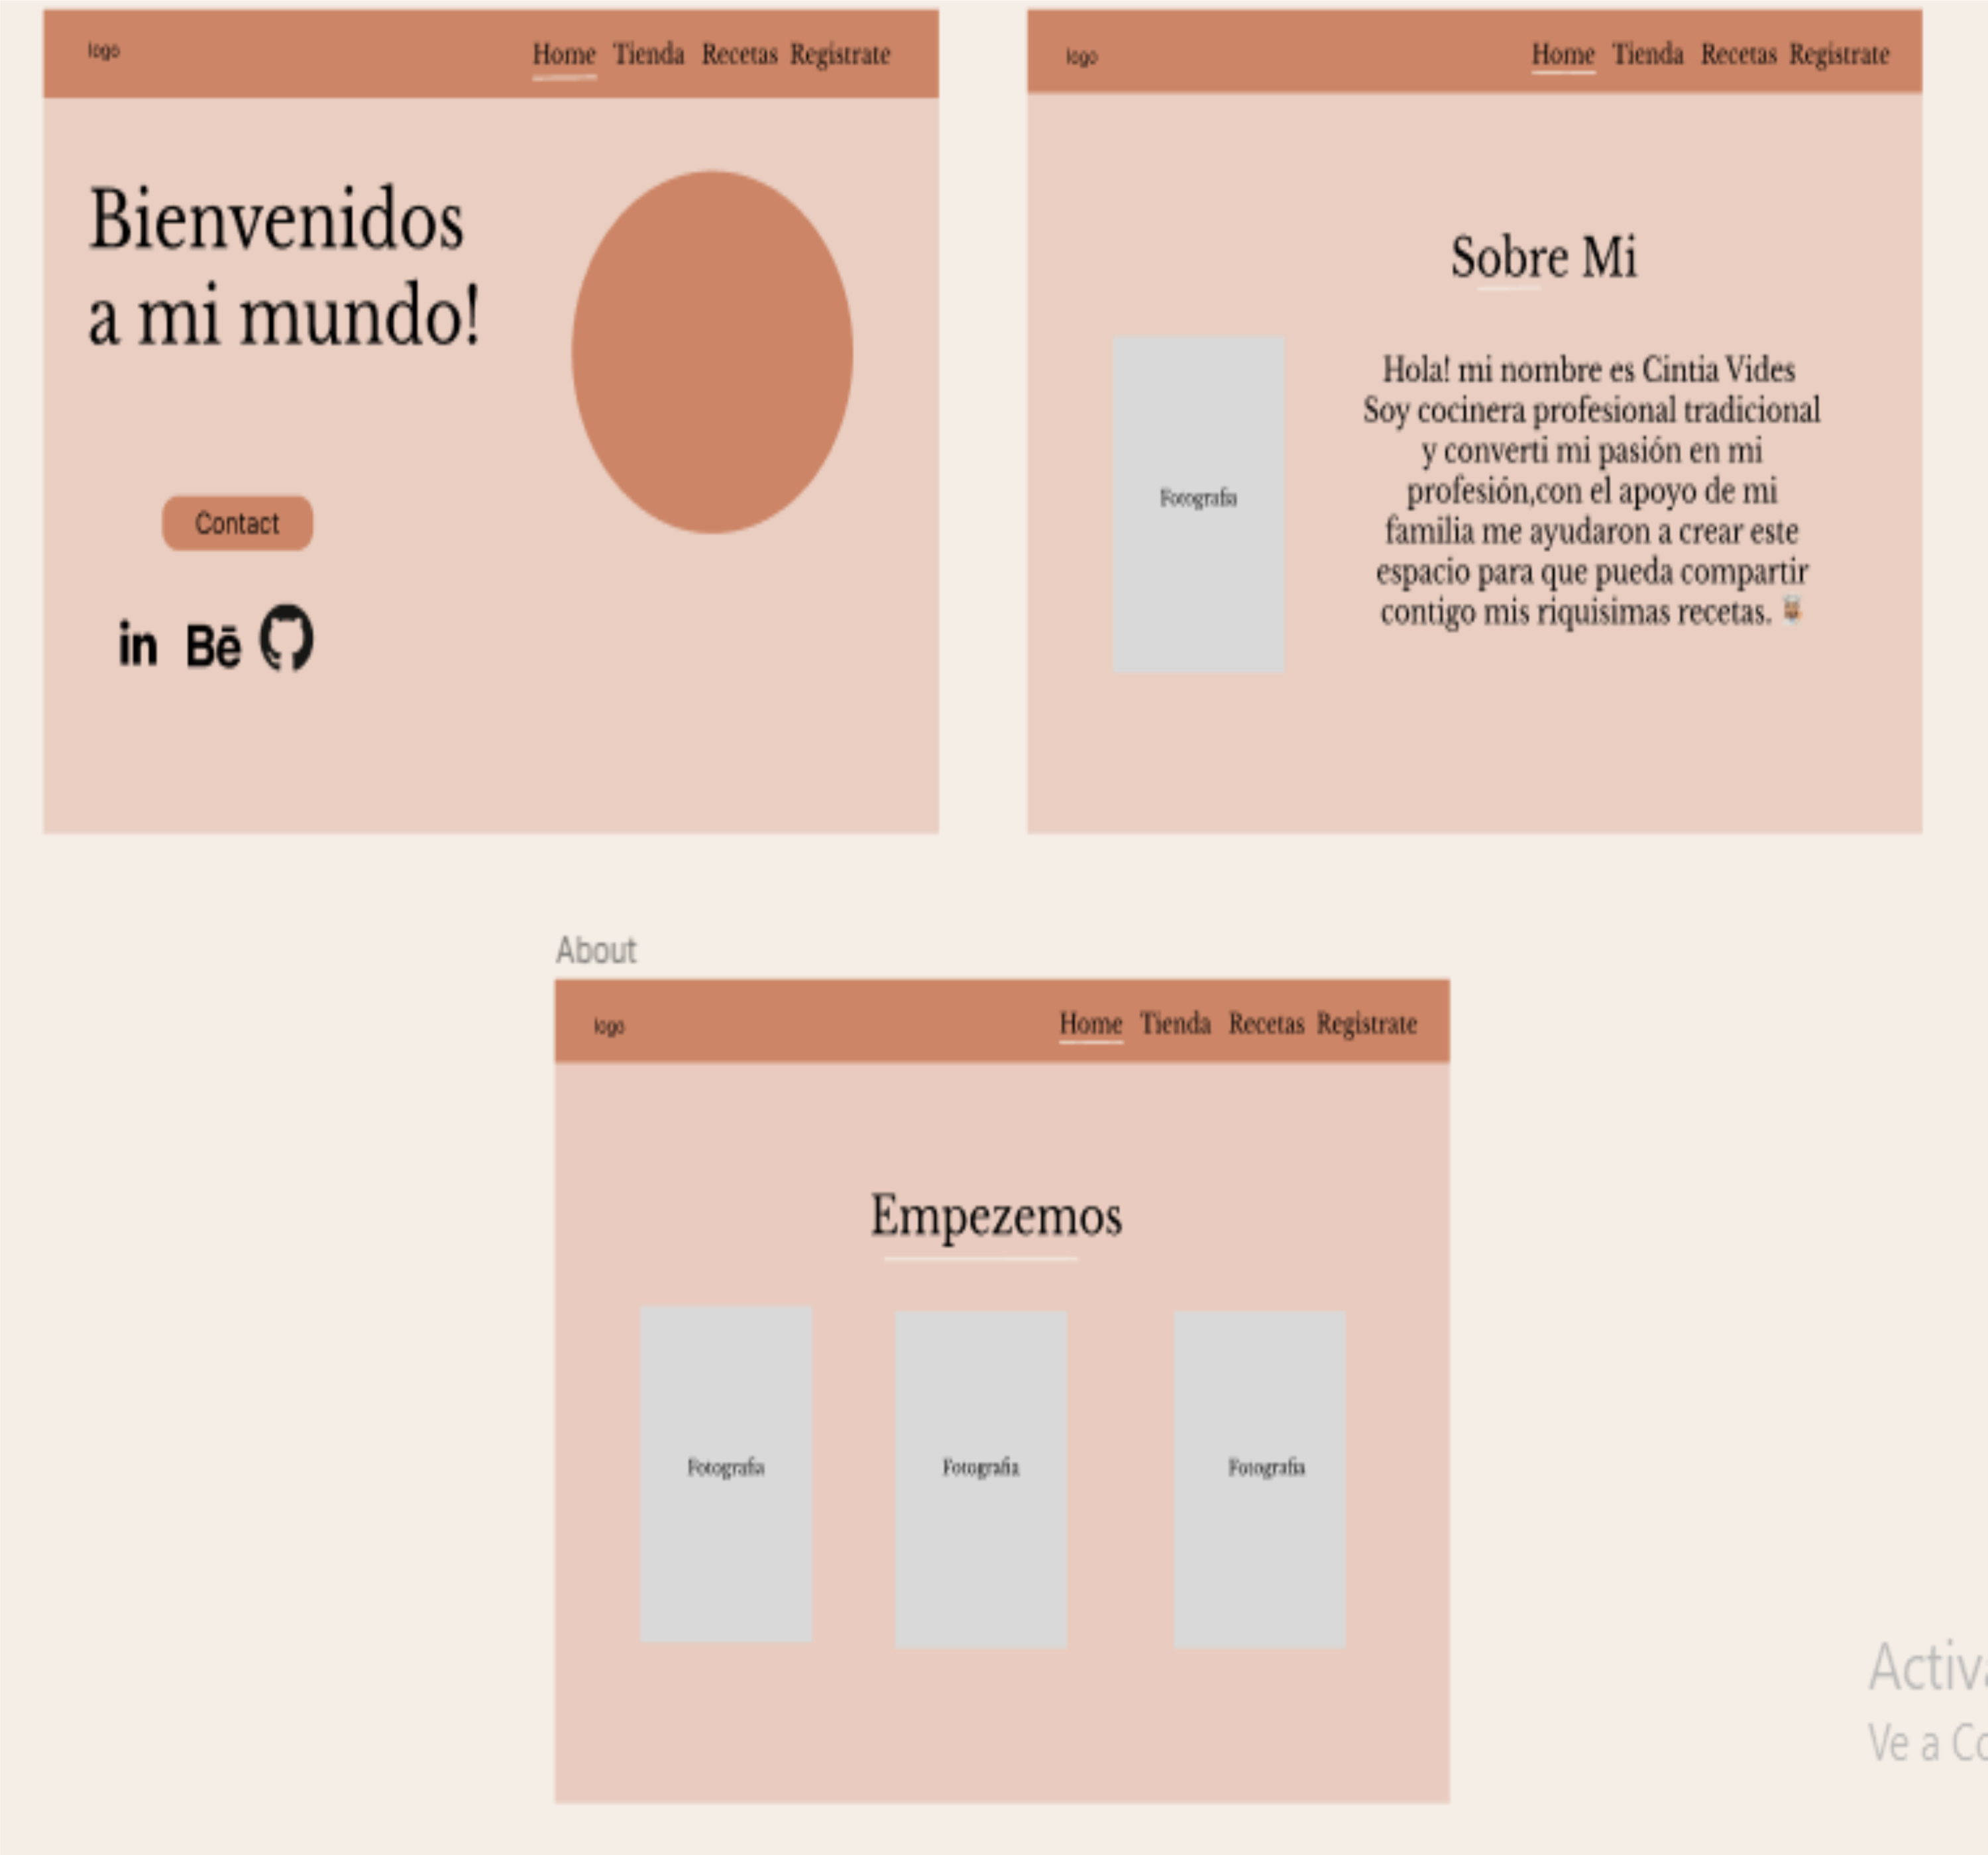 logo
Home Tienda Recetas Registrate
Bienvenidos
a mi mundo!
Contact
in Bē
logo
Home Tienda Recetas Registrate
Sobre Mi
Fotografia
Hola! mi nombre es Cintia Vides
Soy cocinera profesional tradicional
y converti mi pasión en mi
profesión,con el apoyo de mi
familia me ayudaron a crear este
espacio para que pueda compartir
contigo mis riquisimas recetas.
About
logo
Home Tienda Recetas Registrate
Empezemos
Fotografia Fotografia Fotografia
Ve a